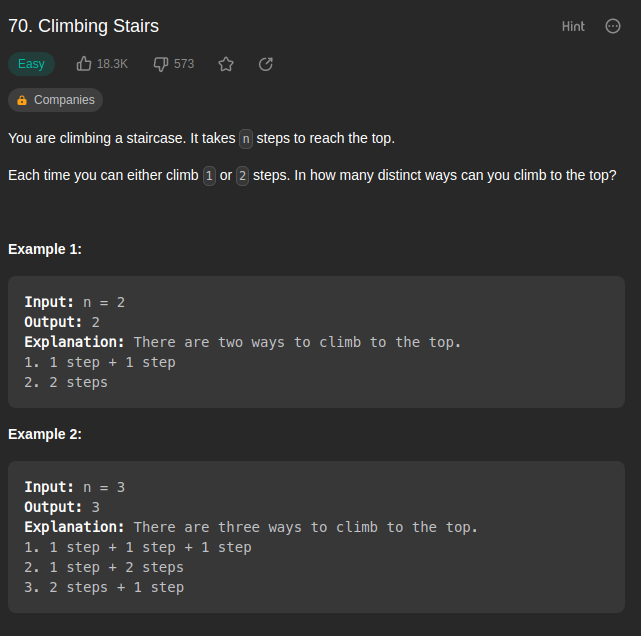 70. Climbing Stairs
Hint
Easy
18.3K
573
Companies
You are climbing a staircase. It takes n steps to reach the top.
Each time you can either climb 1 or 2 steps. In how many distinct ways can you climb to the top?
Example 1:
Input: n = 2
Output: 2
Explanation: There are two ways to climb to the top.
1. 1 step + 1 step
2. 2 steps
Example 2:
Input: n = 3
Output: 3
Explanation: There are three ways to climb to the top.
1. 1 step + 1 step + 1 step
2. 1 step + 2 steps
3. 2 steps + 1 step